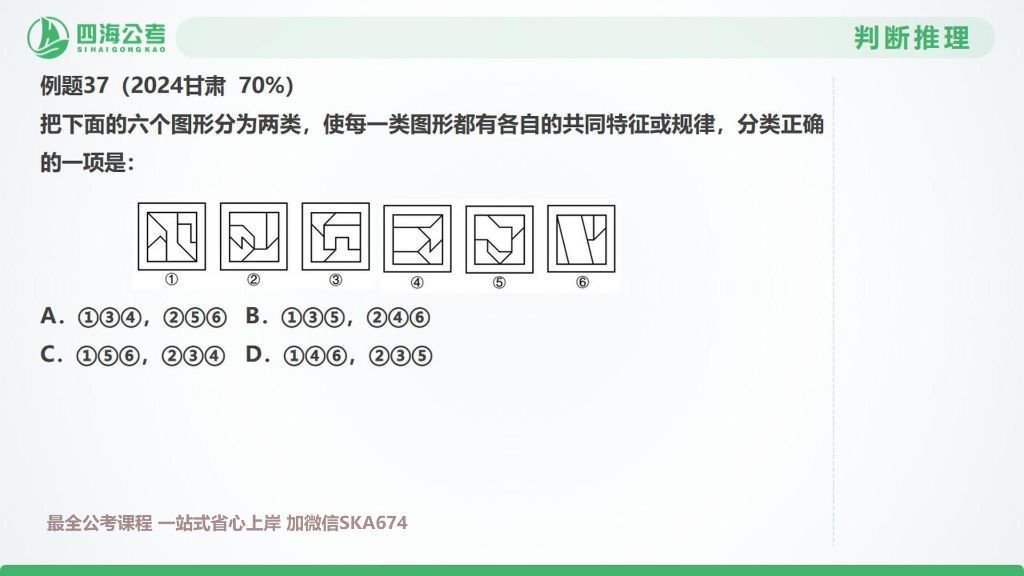 四海公考
SIHAIGONGKAO
判断推理
例题37（2024甘肃 70%）
把下面的六个图形分为两类，使每一类图形都有各自的共同特征或规律，分类正确
的一项是：
① ② ③ ④ ⑤ ⑥
A．①③④，②⑤⑥ B．①③⑤，②④⑥
C．①⑤⑥，②③④ D．①④⑥，②③⑤
最全公考课程 一站式省心上岸 加微信SKA674